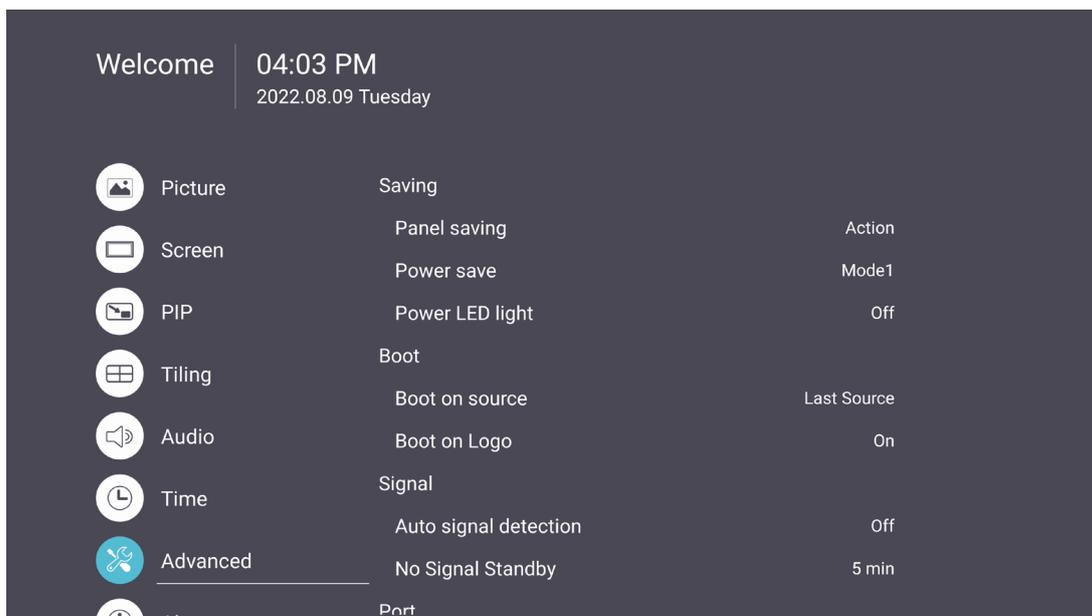 Welcome
04:03 PM
2022.08.09 Tuesday
Picture
Screen
PIP
Tiling
Audio
Time
Advanced
Saving
Panel saving Action
Power save Mode1
Power LED light Off
Boot
Boot on source Last Source
Boot on Logo On
Signal
Auto signal detection Off
No Signal Standby 5 min
Port